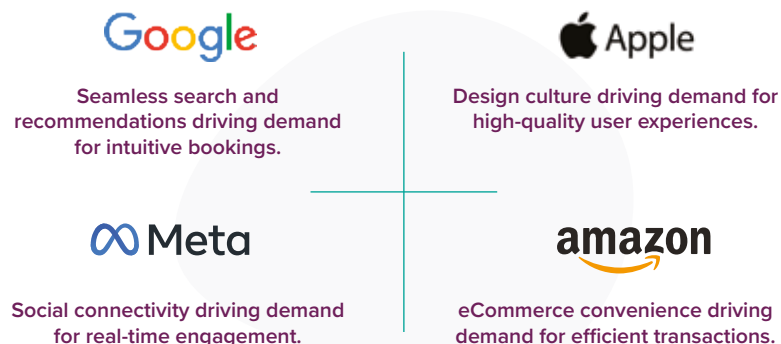 Google
Seamless search and
recommendations driving demand
for intuitive bookings.
Apple
Design culture driving demand for
high-quality user experiences.
Meta
Social connectivity driving demand
for real-time engagement.
amazon
eCommerce convenience driving
demand for efficient transactions.